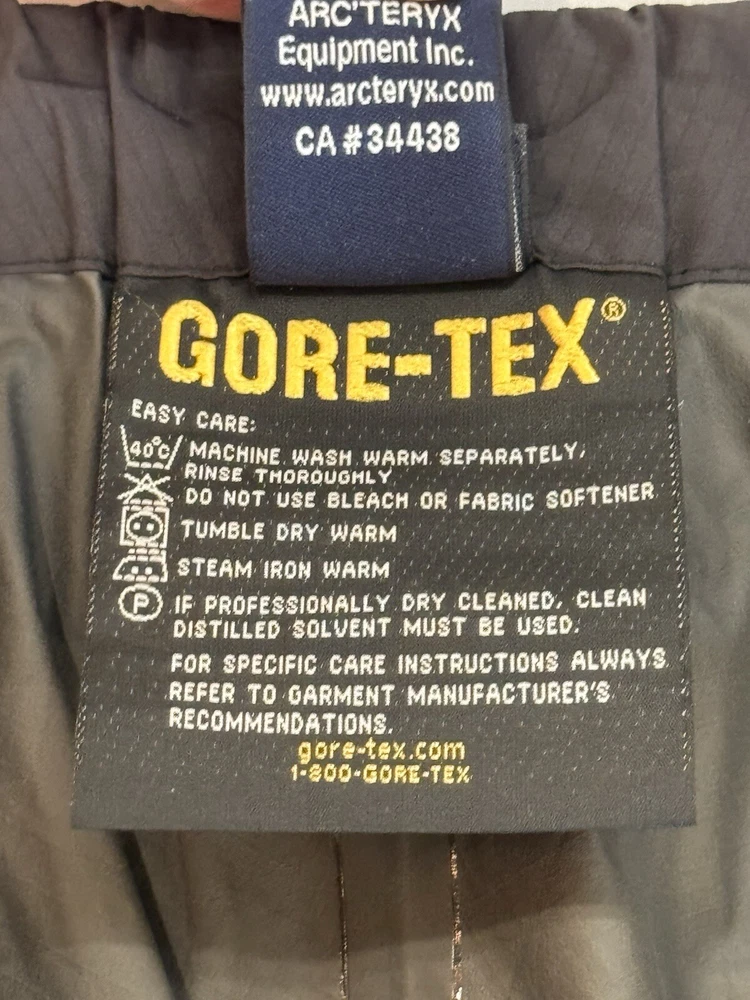 ARC'TERYX
Equipment Inc.
www.arcteryx.com
CA # 34438
GORE-TEX®
EASY CARE:
40°C MACHINE WASH WARM SEPARATELY,
RINSE THOROUGHLY
DO NOT USE BLEACH OR FABRIC SOFTENER
TUMBLE DRY WARM
STEAM IRON WARM
P IF PROFESSIONALLY DRY CLEANED, CLEAN
DISTILLED SOLVENT MUST BE USED.
FOR SPECIFIC CARE INSTRUCTIONS ALWAYS
REFER TO GARMENT MANUFACTURER'S
RECOMMENDATIONS.
gore-tex.com
1-800-GORE-TEX